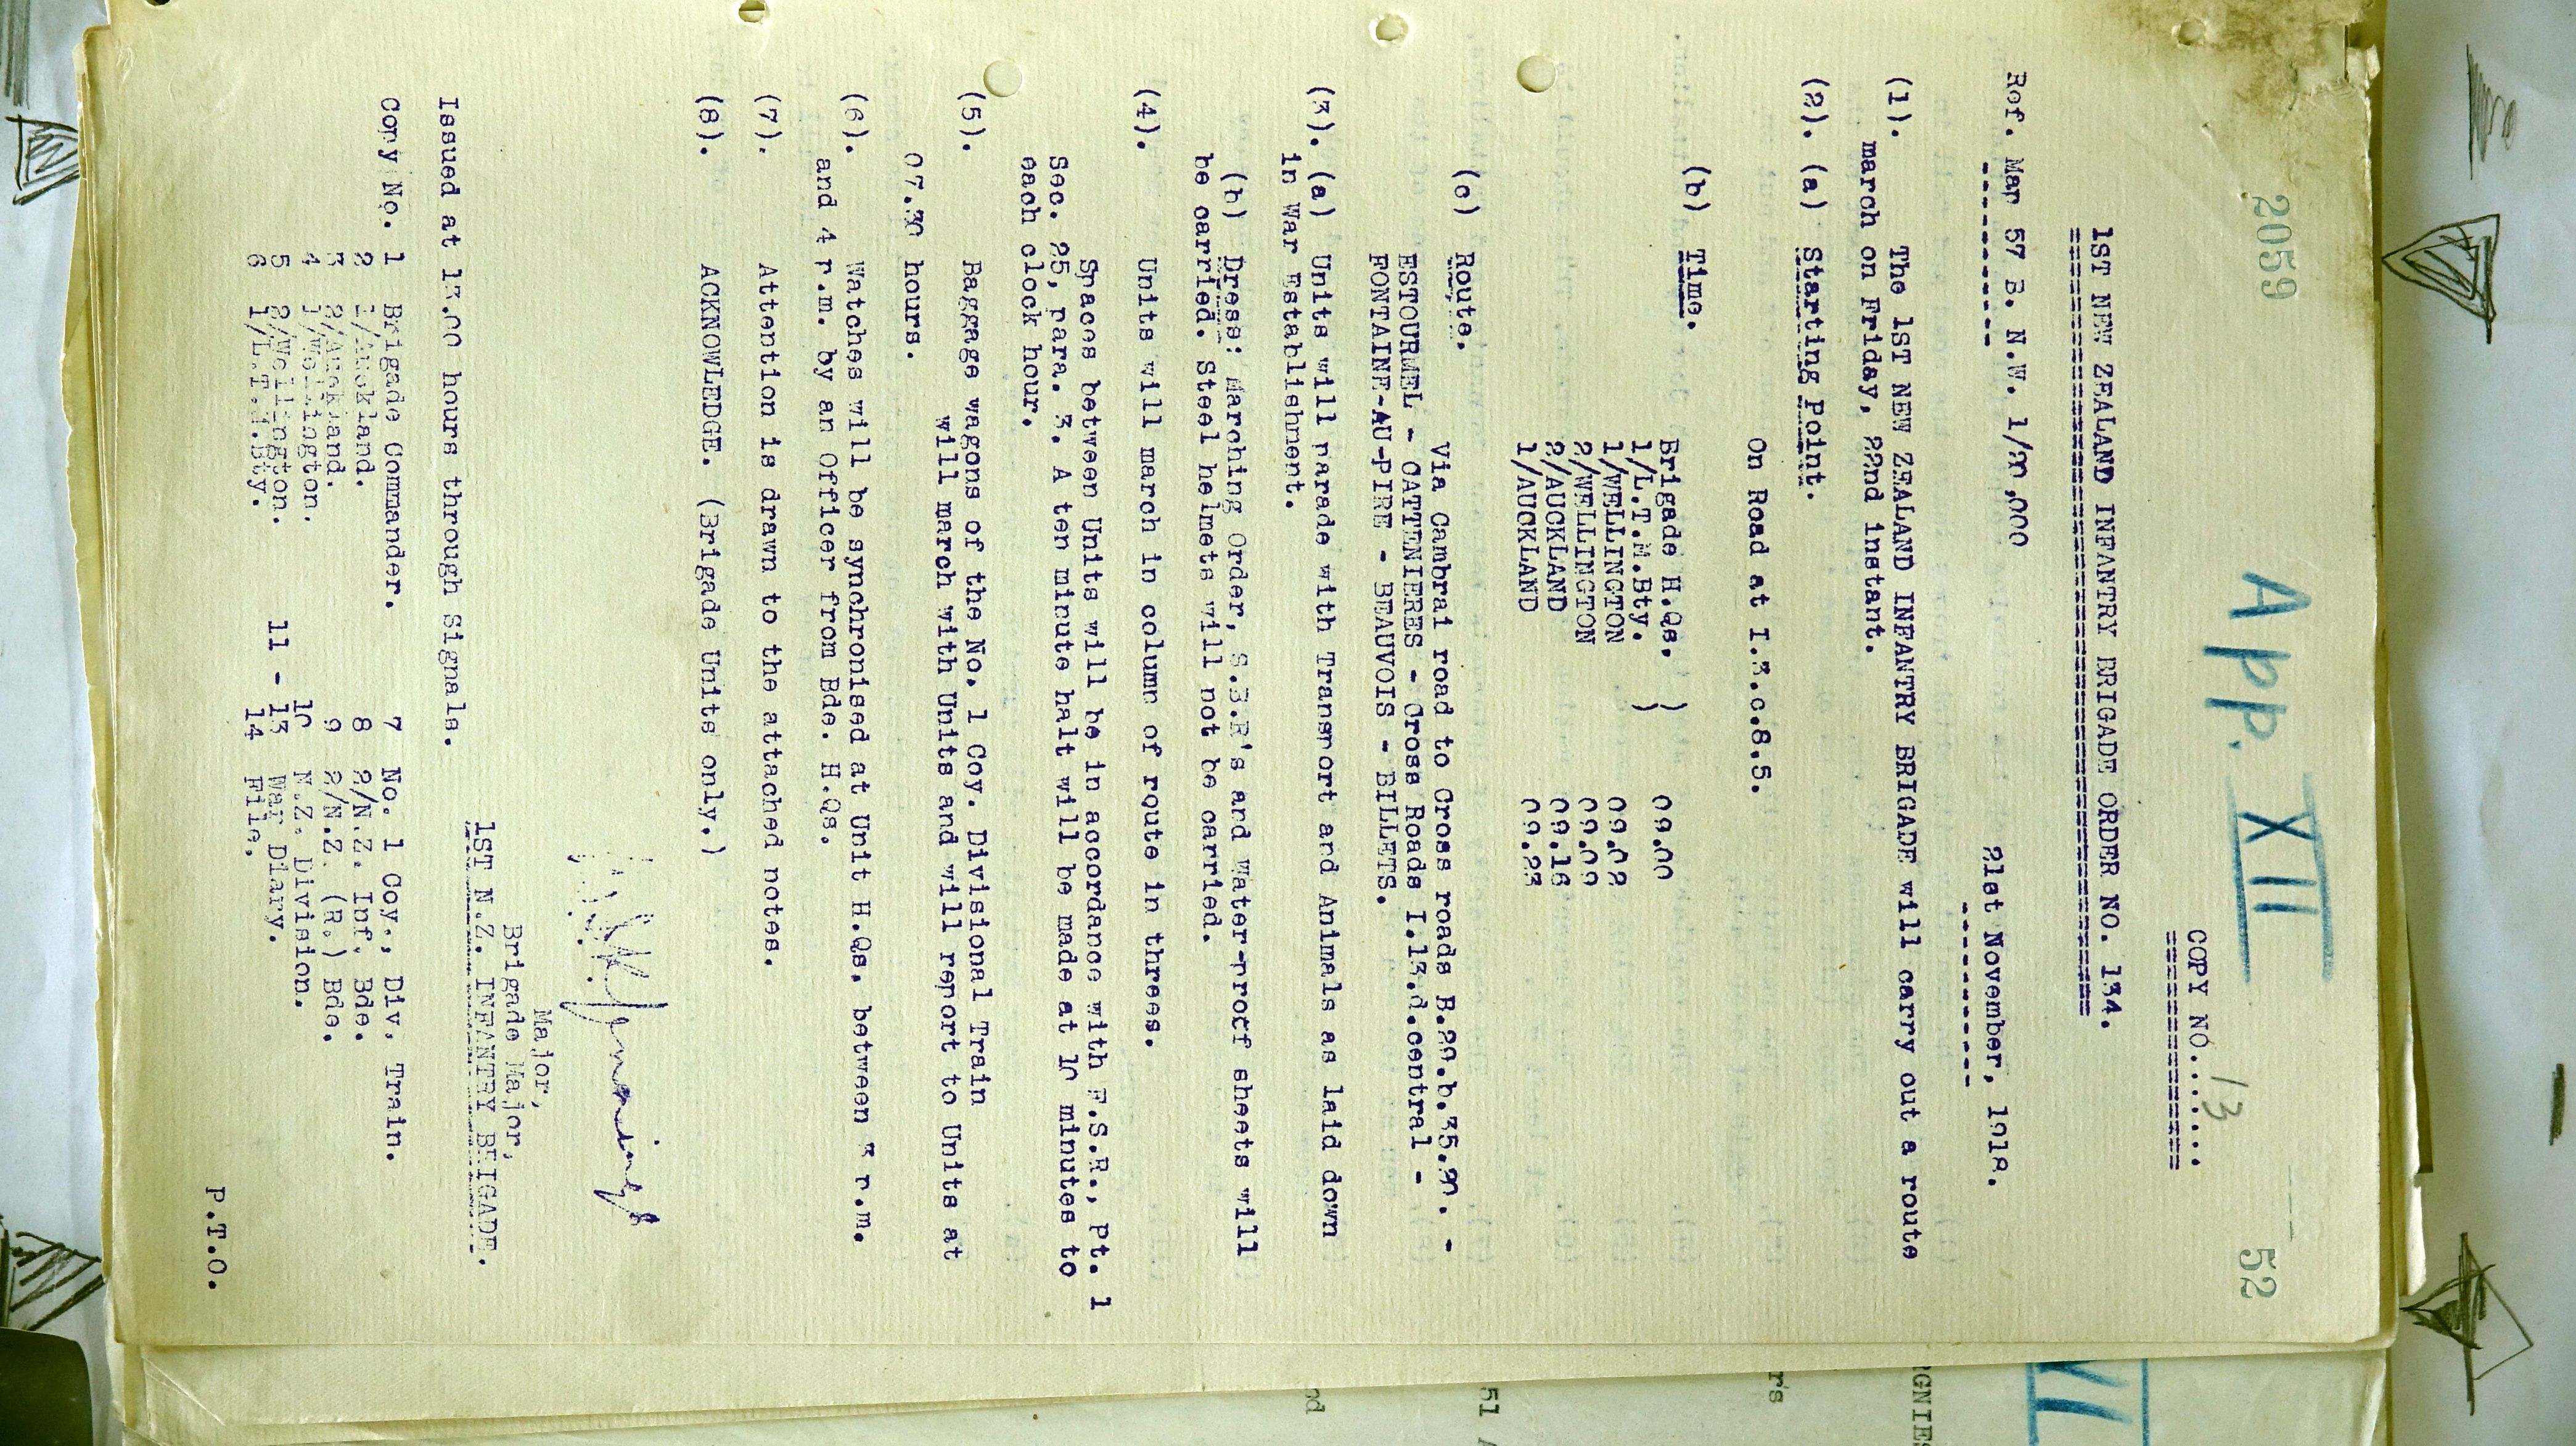 2059
App. XII
52
COPY NO. 13 .......
1ST NEW ZEALAND INFANTRY BRIGADE ORDER NO. 134.
Ref. Map 57 B. N.W. 1/20,000
21st November, 1918.
(1). The 1ST NEW ZEALAND INFANTRY BRIGADE will carry out a route
march on Friday, 22nd instant.
(2). (a) Starting Point.
On Road at I.3.c.8.5.
(b) Time.
Brigade H.Qs. ) 09.00
1/L.T.M.Bty. )
1/WELLINGTON 09.02
2/WELLINGTON 09.09
2/AUCKLAND 09.16
1/AUCKLAND 09.23
(c) Route.
Via Cambrai road to Cross roads B.29.b.35.90. -
ESTOURMEL - CATTENIERES - Cross Roads I.13.d.central -
FONTAINE-AU-PIRE - BEAUVOIS - BILLETS.
(3). (a) Units will parade with Transport and Animals as laid down
in War Establishment.
(b) Dress: Marching Order, S.B.R's and Water-proof sheets will
be carried. Steel helmets will not be carried.
(4). Units will march in column of route in threes.
Spaces between Units will be in accordance with F.S.R., Pt. 1
Sec. 25, para. 3. A ten minute halt will be made at 10 minutes to
each clock hour.
(5). Baggage wagons of the No. 1 Coy. Divisional Train
will march with Units and will report to Units at
07.30 hours.
(6). Watches will be synchronised at Unit H.Qs. between 3 p.m.
and 4 p.m. by an Officer from Bde. H.Qs.
(7). Attention is drawn to the attached notes.
(8). ACKNOWLEDGE. (Brigade Units only.)
Major,
Brigade Major,
1ST N.Z. INFANTRY BRIGADE.
Issued at 13.00 hours through Signals.
Copy No. 1 Brigade Commander. 7 No. 1 Coy., Div. Train.
2 1/Auckland. 8 2/N.Z. Inf. Bde.
3 2/Auckland. 9 2/N.Z. (R.) Bde.
4 1/Wellington. 10 N.Z. Division.
5 2/Wellington. 11 - 13 War Diary.
6 1/L.T.M.Bty. 14 File.
P.T.O.
XVI
GNIES
r's
51
nd